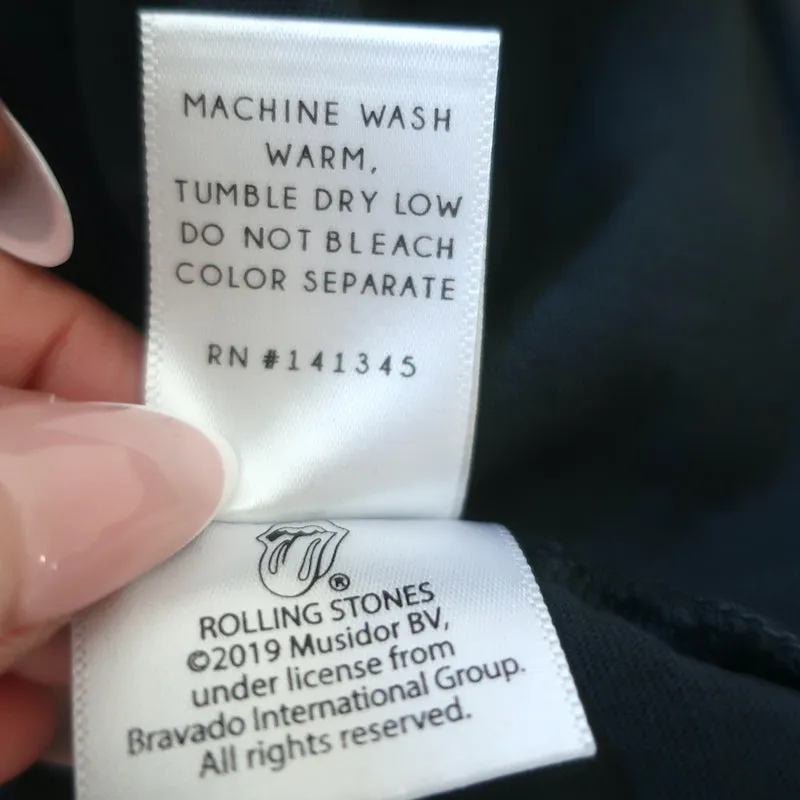 MACHINE WASH
WARM,
TUMBLE DRY LOW
DO NOT BLEACH
COLOR SEPARATE
RN #141345
®
ROLLING STONES
©2019 Musidor BV,
under license from
Bravado International Group.
All rights reserved.